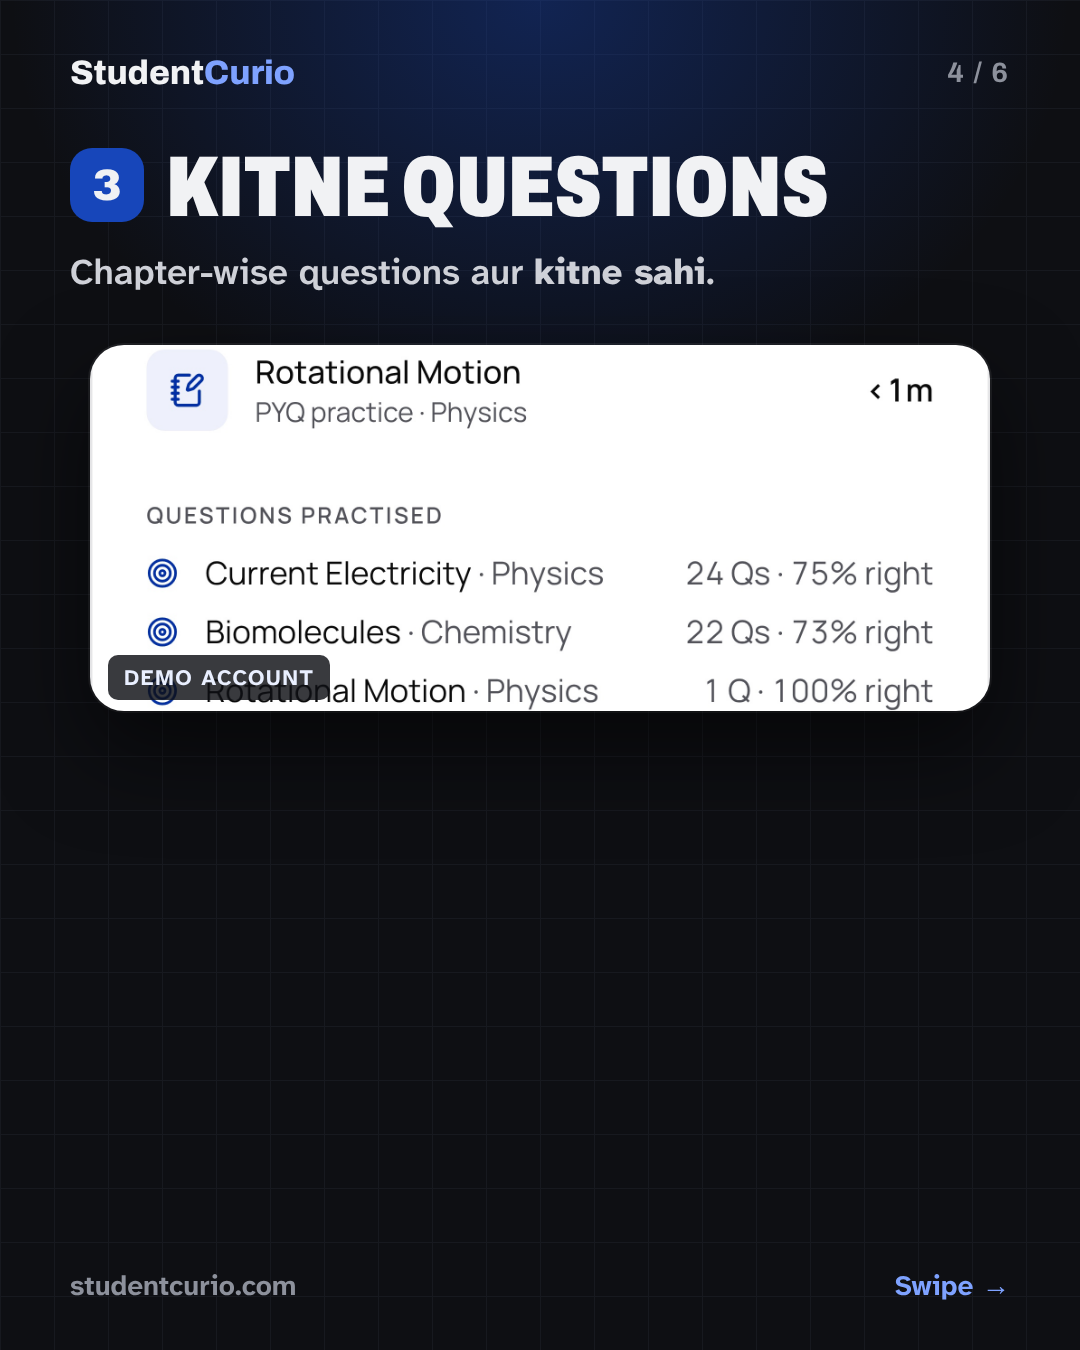 StudentCurio
4 / 6
3 KITNE QUESTIONS
Chapter-wise questions aur kitne sahi.
Rotational Motion
PYQ practice · Physics
<1m
QUESTIONS PRACTISED
Current Electricity · Physics 24 Qs · 75% right
Biomolecules · Chemistry 22 Qs · 73% right
DEMO ACCOUNT
Rotational Motion · Physics 1 Q · 100% right
studentcurio.com
Swipe →